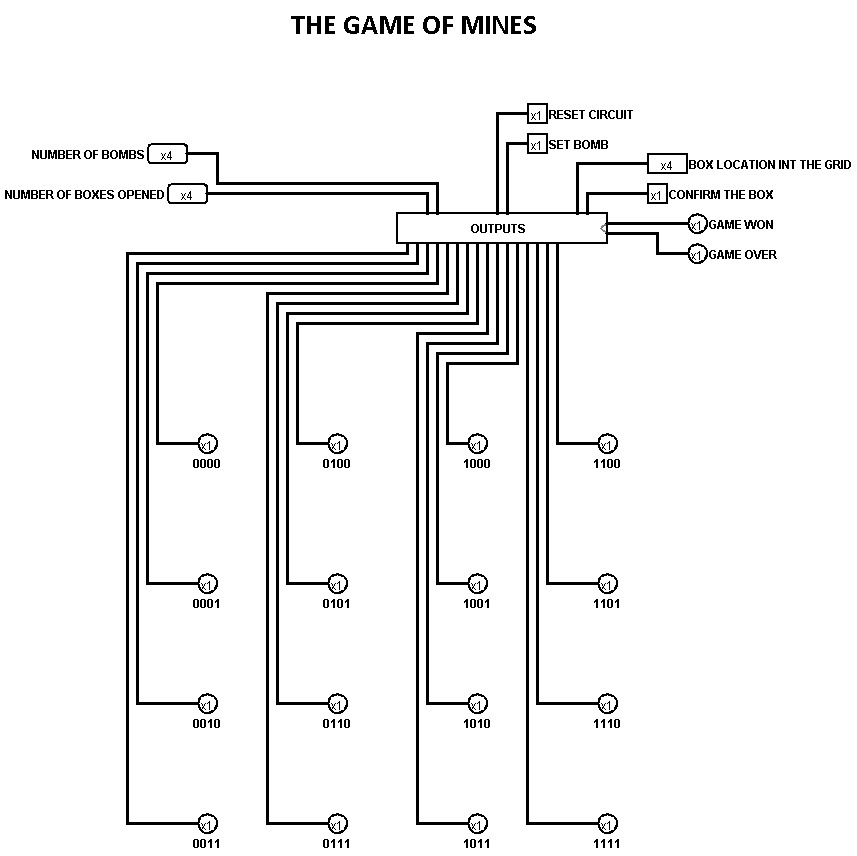 THE GAME OF MINES
x1 RESET CIRCUIT
x1 SET BOMB
NUMBER OF BOMBS x4
x4 BOX LOCATION INT THE GRID
NUMBER OF BOXES OPENED x4
x1 CONFIRM THE BOX
OUTPUTS
x1 GAME WON
x1 GAME OVER
x1 x1 x1 x1
0000 0100 1000 1100
x1 x1 x1 x1
0001 0101 1001 1101
x1 x1 x1 x1
0010 0110 1010 1110
x1 x1 x1 x1
0011 0111 1011 1111